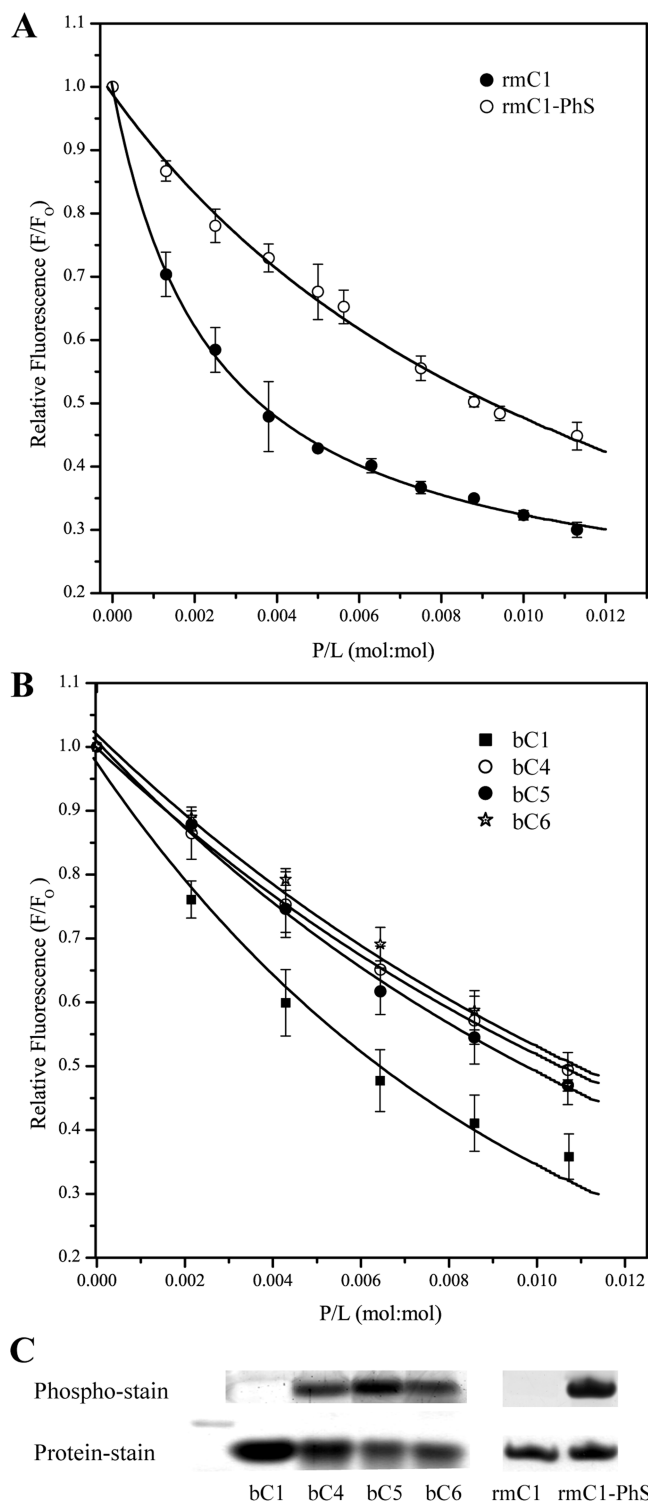 A
1.1
1.0
0.9
0.8
0.7
0.6
0.5
0.4
0.3
0.2
Relative Fluorescence (F/FO)
rmC1
rmC1-PhS
0.000 0.002 0.004 0.006 0.008 0.010 0.012
P/L (mol:mol)
B
1.1
1.0
0.9
0.8
0.7
0.6
0.5
0.4
0.3
0.2
Relative Fluorescence (F/FO)
bC1
bC4
bC5
bC6
0.000 0.002 0.004 0.006 0.008 0.010 0.012
P/L (mol:mol)
C
Phospho-stain
Protein-stain
bC1 bC4 bC5 bC6 rmC1 rmC1-PhS